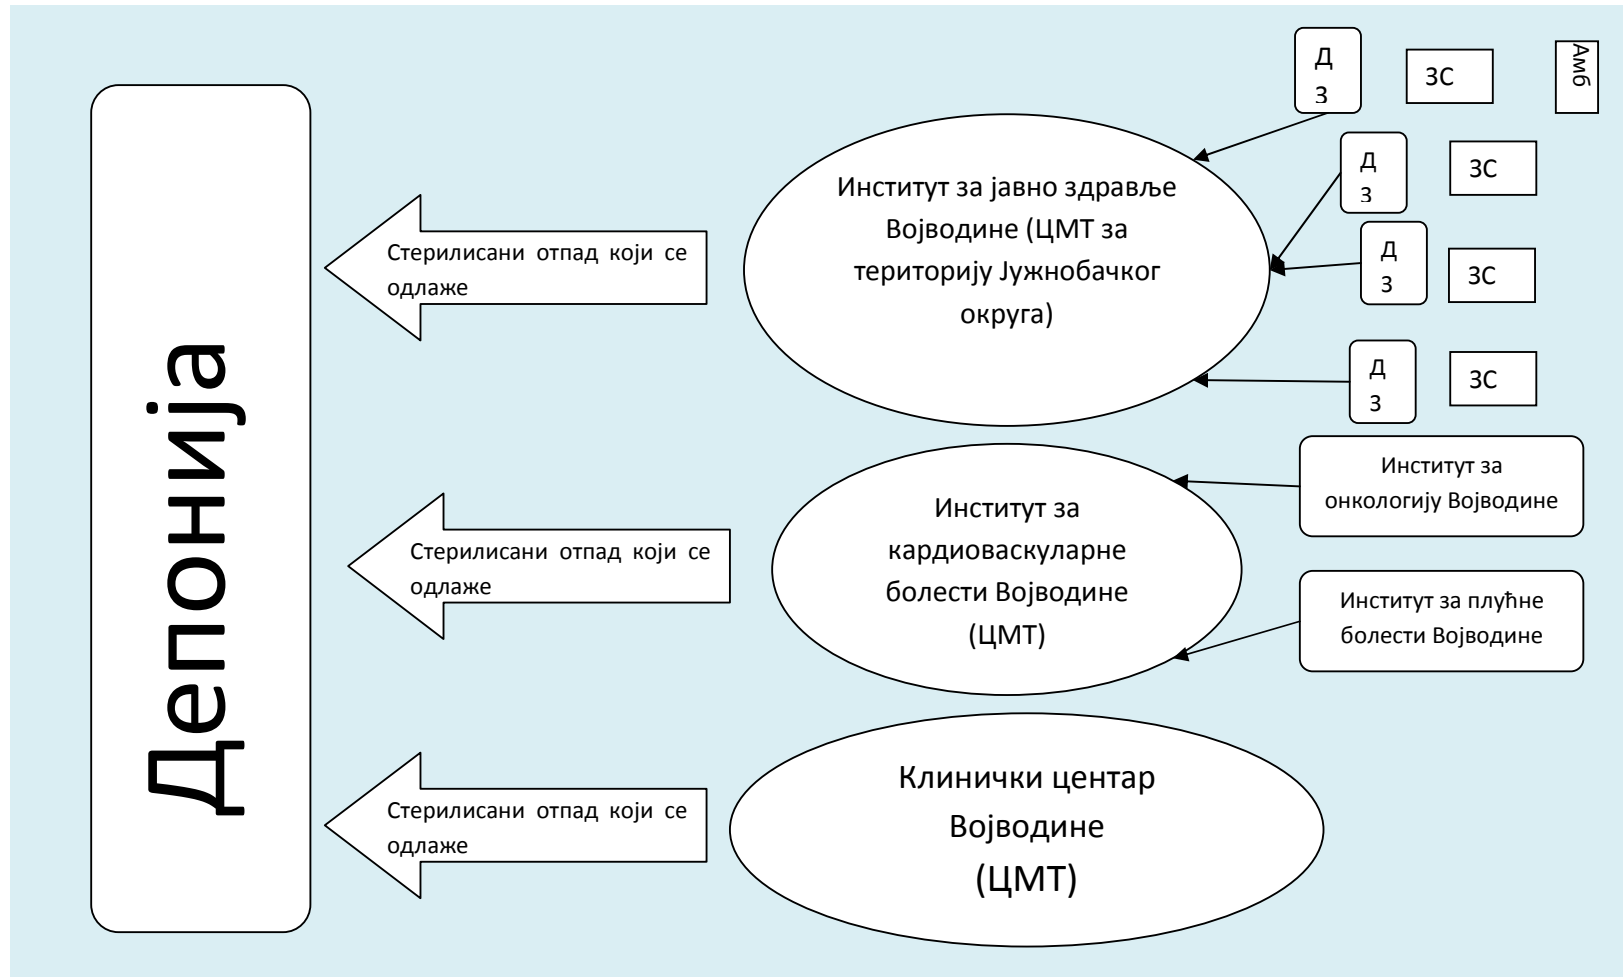 Депонија
Стерилисани отпад који се
одлаже
Институт за јавно здравље
Војводине (ЦМТ за
територију Јужнобачког
округа)
Д
З
ЗС
Амб
Д
З
ЗС
Д
З
ЗС
Д
З
ЗС
Стерилисани отпад који се
одлаже
Институт за
кардиоваскуларне
болести Војводине
(ЦМТ)
Институт за
онкологију Војводине
Институт за плућне
болести Војводине
Стерилисани отпад који се
одлаже
Клинички центар
Војводине
(ЦМТ)